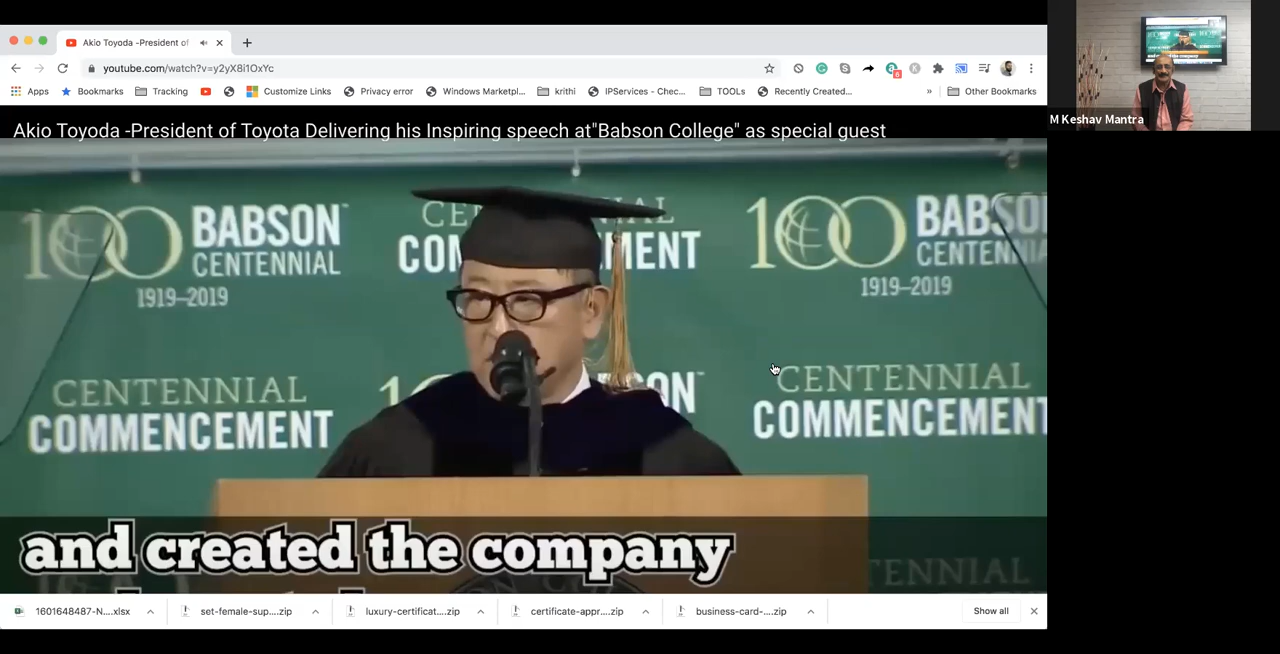 Akio Toyoda -President of
youtube.com/watch?v=y2yX8i1OxYc
Apps
Bookmarks
Tracking
Customize Links
Privacy error
Windows Marketpl...
krithi
IPServices - Chec...
TOOLs
Recently Created...
»
Other Bookmarks
8
Akio Toyoda -President of Toyota Delivering his Inspiring speech at"Babson College" as special guest
M Keshav Mantra
100 BABSON
CENTENNIAL
1919–2019
CENTENNIAL
COMMENCEMENT
100 BABSON
CENTENNIAL
1919–2019
CENTENNIAL
COMMENCEMENT
CENTENNIAL
COMMENCEMENT
and created the company
1601648487-N....xlsx
set-female-sup....zip
luxury-certificat....zip
certificate-appr....zip
business-card-....zip
Show all